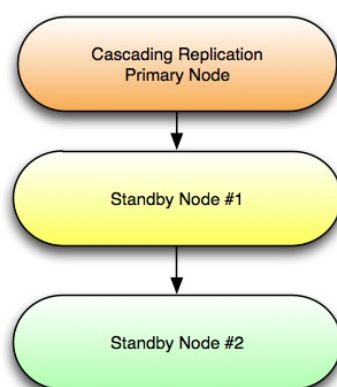 Cascading Replication
Primary Node
Standby Node #1
Standby Node #2